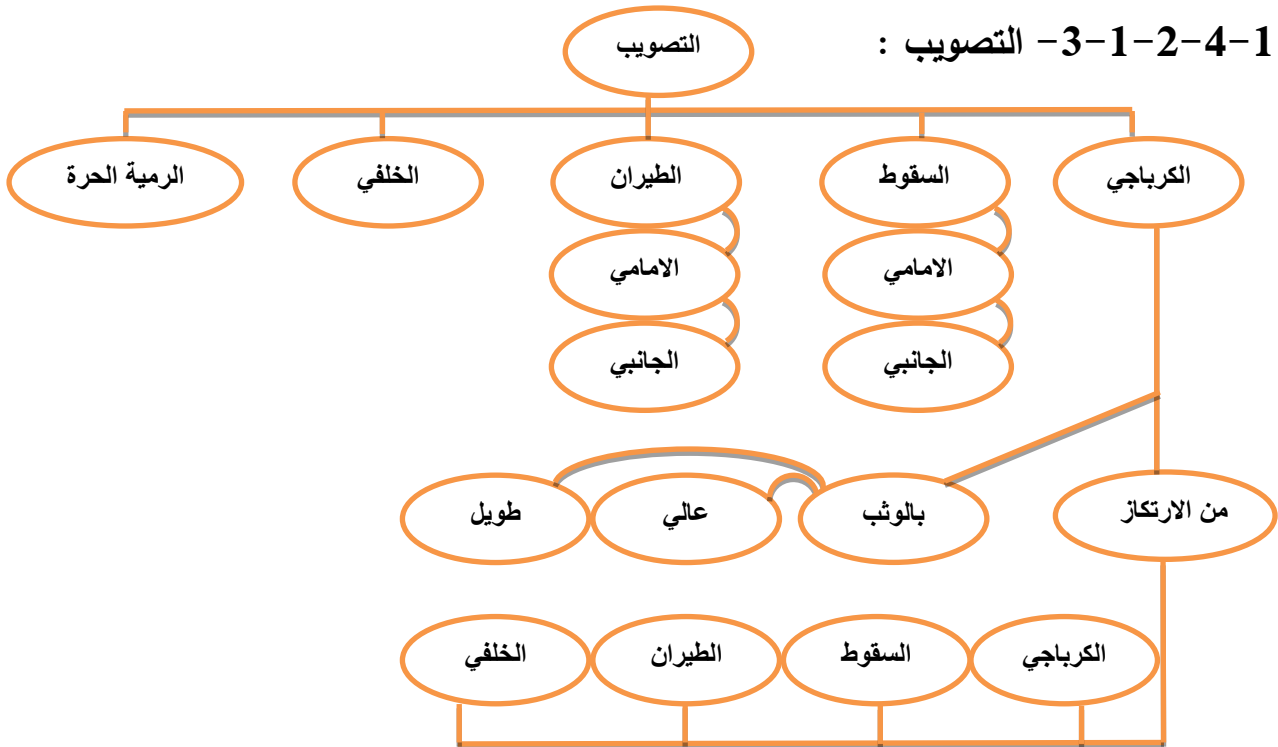 1-4-2-1-3- التصويب :
التصويب
الكرباجي
السقوط
الطيران
الخلفي
الرمية الحرة
الامامي
الامامي
الجانبي
الجانبي
من الارتكاز
بالوثب
عالي
طويل
الكرباجي
السقوط
الطيران
الخلفي